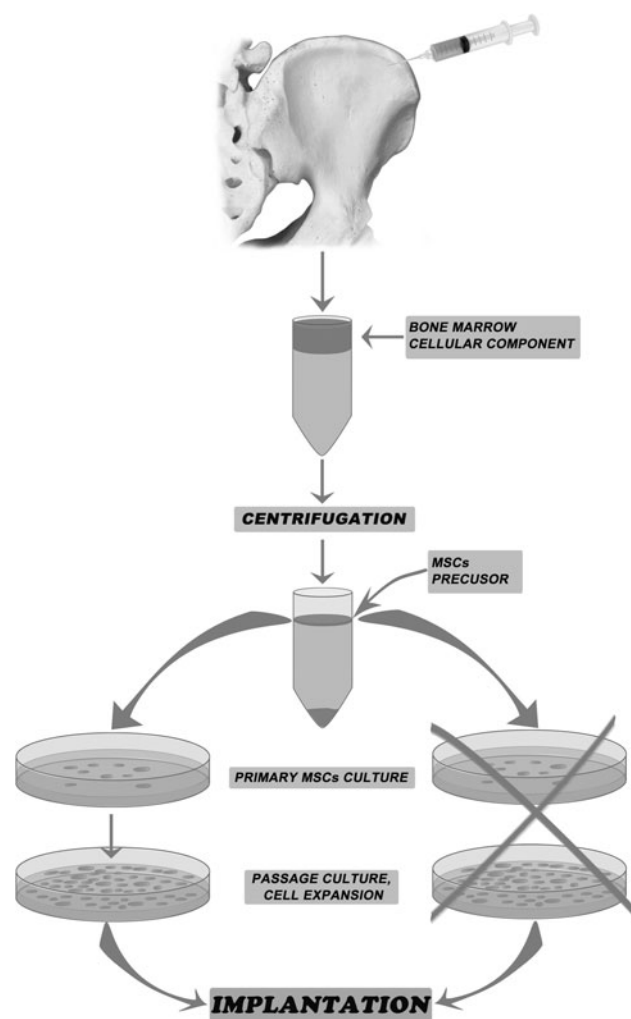 BONE MARROW
CELLULAR COMPONENT
CENTRIFUGATION
MSCs
PRECUSOR
PRIMARY MSCs CULTURE
PASSAGE CULTURE,
CELL EXPANSION
IMPLANTATION